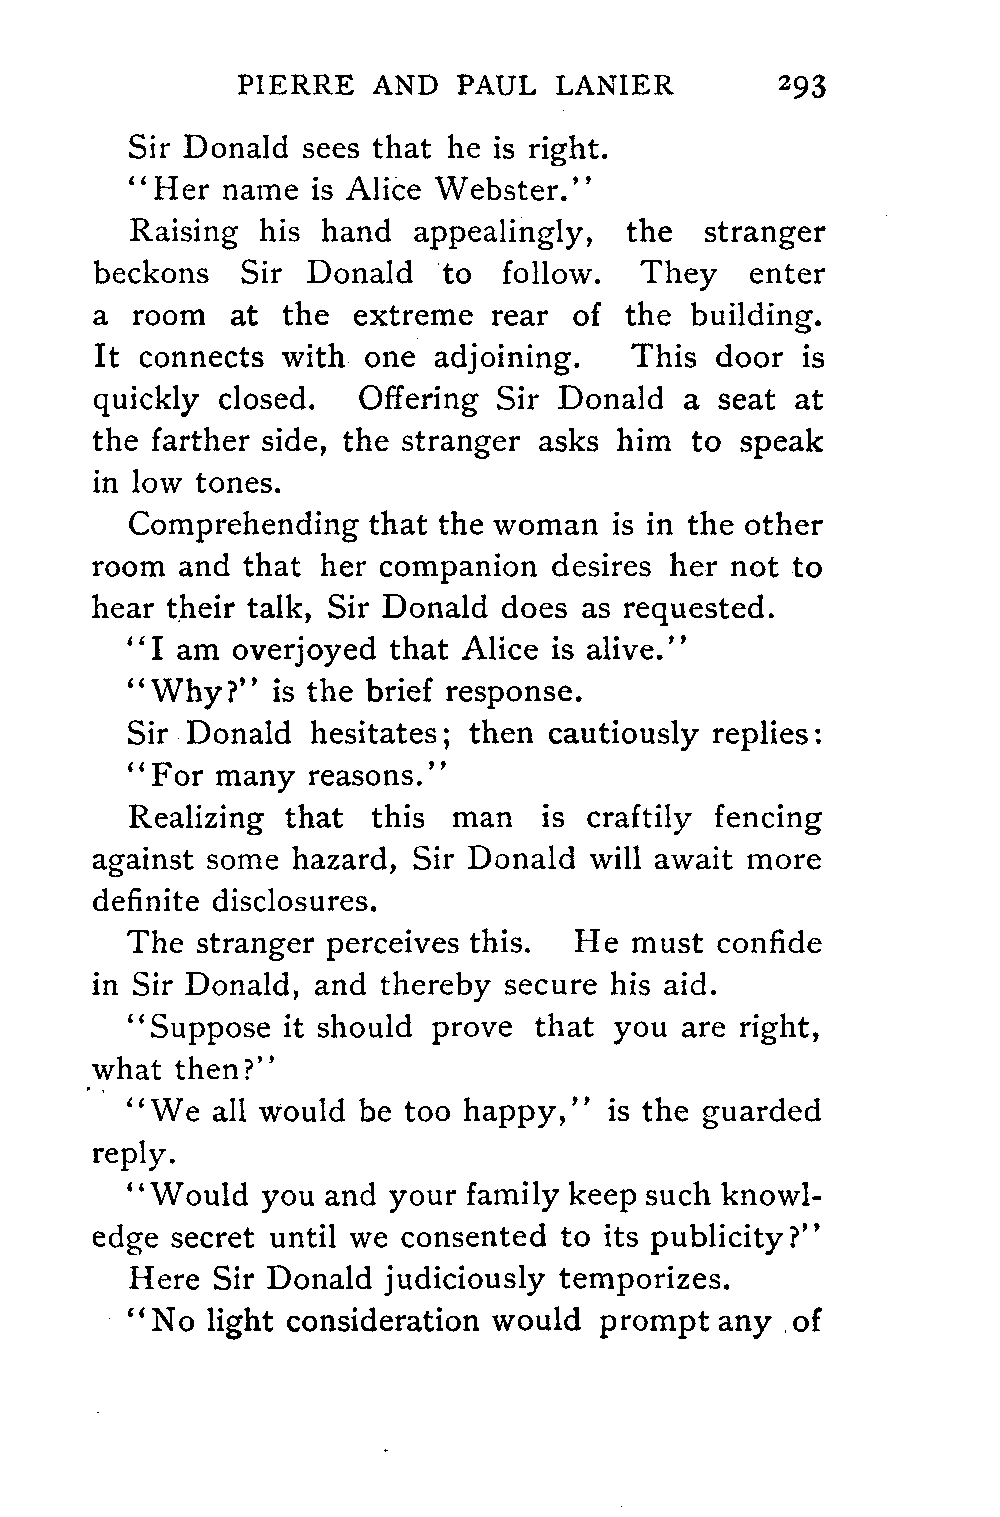 PIERRE AND PAUL LANIER 293
Sir Donald sees that he is right.
"Her name is Alice Webster."
Raising his hand appealingly, the stranger
beckons Sir Donald to follow. They enter
a room at the extreme rear of the building.
It connects with one adjoining. This door is
quickly closed. Offering Sir Donald a seat at
the farther side, the stranger asks him to speak
in low tones.
Comprehending that the woman is in the other
room and that her companion desires her not to
hear their talk, Sir Donald does as requested.
"I am overjoyed that Alice is alive."
"Why?" is the brief response.
Sir Donald hesitates; then cautiously replies:
"For many reasons."
Realizing that this man is craftily fencing
against some hazard, Sir Donald will await more
definite disclosures.
The stranger perceives this. He must confide
in Sir Donald, and thereby secure his aid.
"Suppose it should prove that you are right,
what then?"
"We all would be too happy," is the guarded
reply.
"Would you and your family keep such knowl-
edge secret until we consented to its publicity?"
Here Sir Donald judiciously temporizes.
"No light consideration would prompt any of